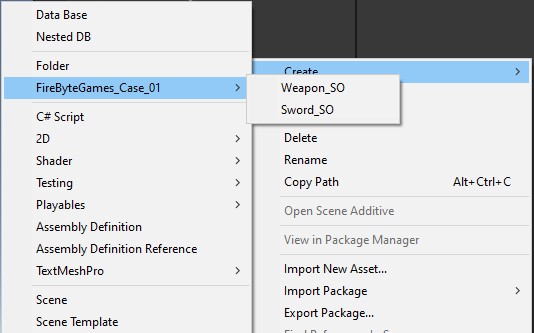 Data Base
Nested DB
Folder
FireByteGames_Case_01
C# Script
2D
Shader
Testing
Playables
Assembly Definition
Assembly Definition Reference
TextMeshPro
Scene
Scene Template
Weapon_SO
Sword_SO
Create
Delete
Rename
Copy Path Alt+Ctrl+C
Open Scene Additive
View in Package Manager
Import New Asset...
Import Package
Export Package...